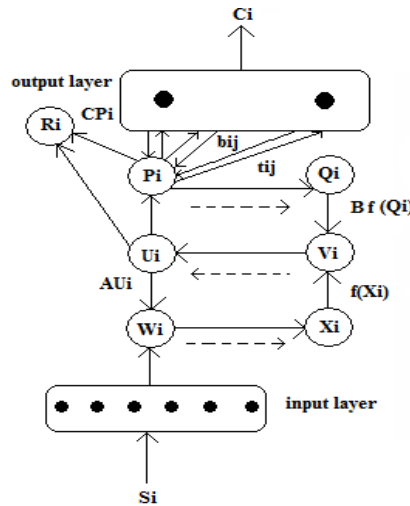 Ci
output layer
CPi
Ri
bij
tij
Pi
Qi
B f (Qi)
Ui
Vi
AUi
f(Xi)
Wi
Xi
input layer
Si